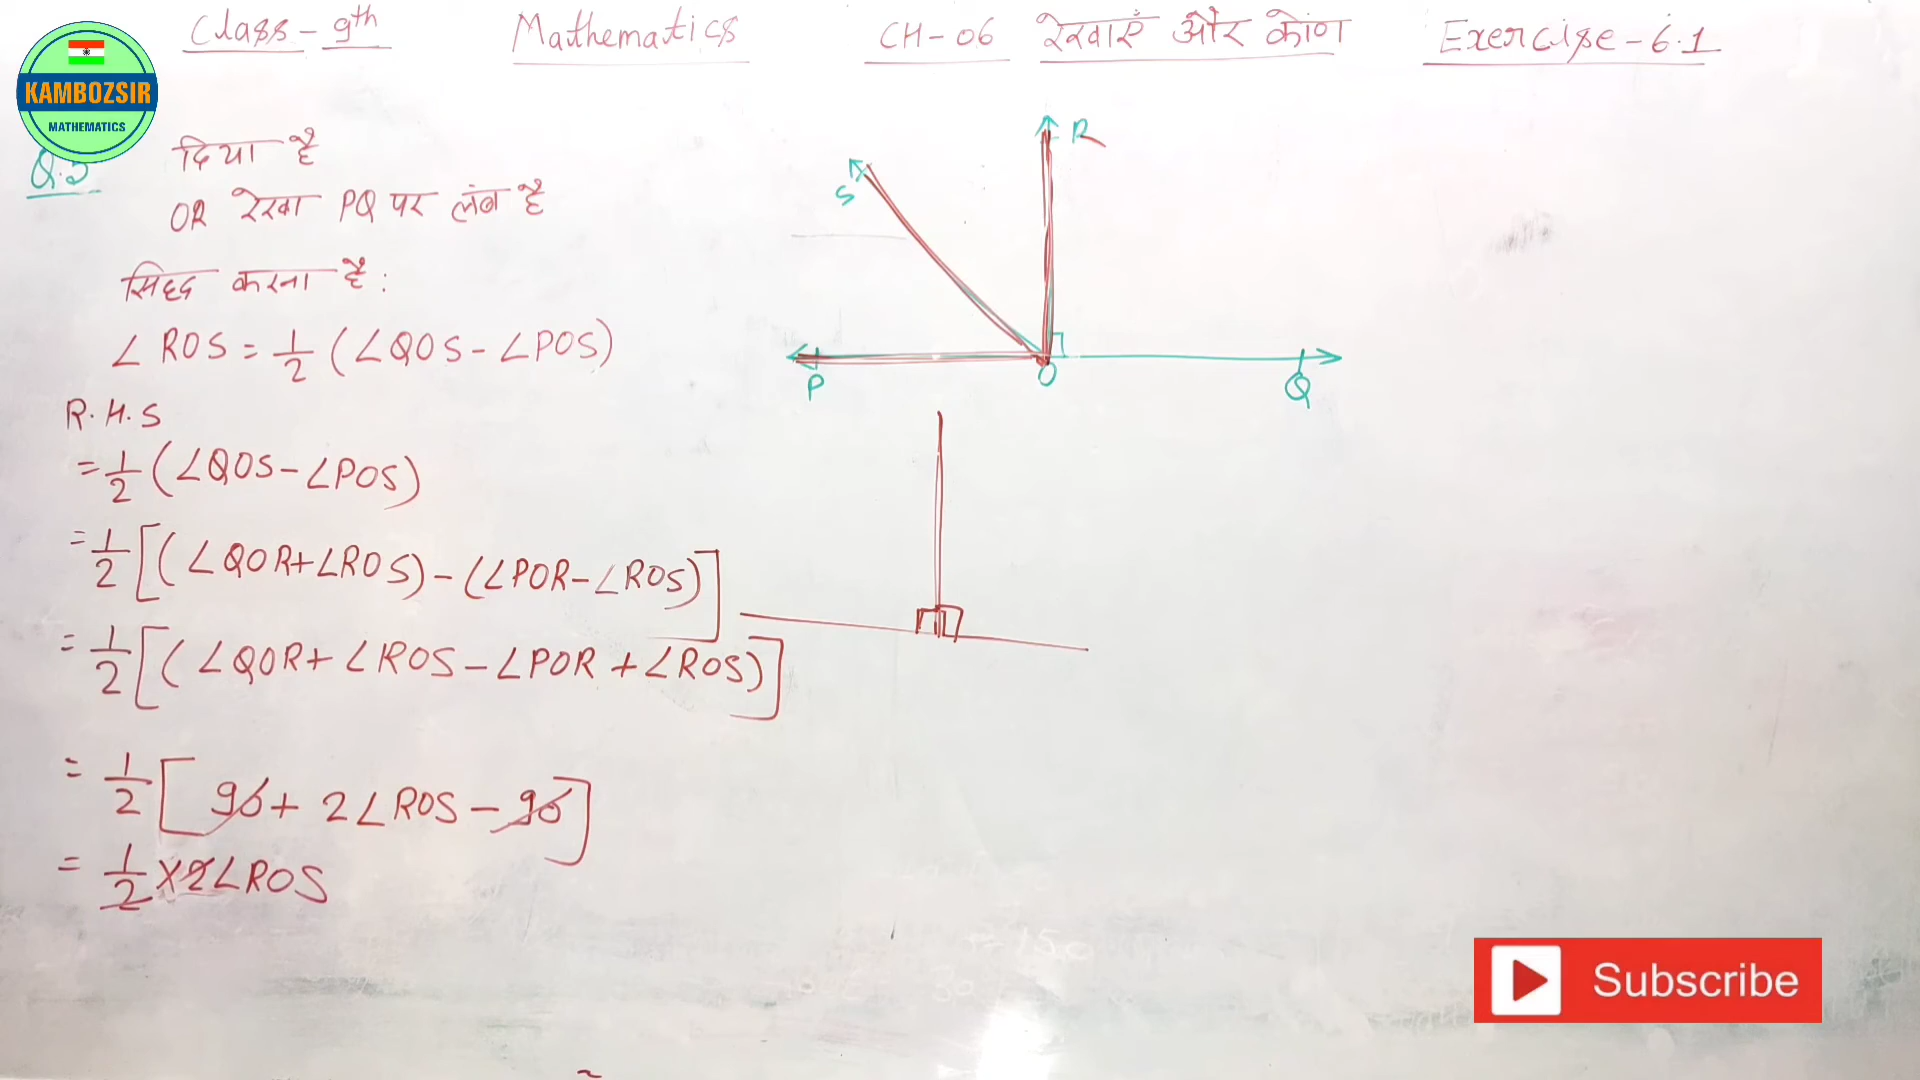 Class - 9th Mathematics CH-06 रेखाएँ और कोण Exercise - 6.1
KAMBOZSIR
MATHEMATICS
दिया है
OR रेखा PQ पर लंब है
सिद्ध करना है :
∠ROS = 1/2 (∠QOS - ∠POS)
R.H.S
= 1/2 (∠QOS - ∠POS)
= 1/2 [(∠QOR + ∠ROS) - (∠POR - ∠ROS)]
= 1/2 [(∠QOR + ∠ROS - ∠POR + ∠ROS)]
= 1/2 [90 + 2∠ROS - 90]
= 1/2 × 2∠ROS
R
S
P
O
Q
Subscribe